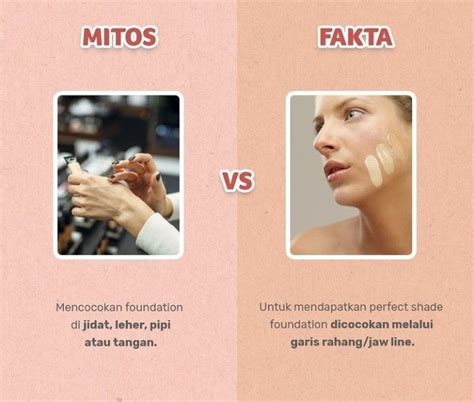 MITOS
FAKTA
VS
Mencocokan foundation
di jidat, leher, pipi
atau tangan.
Untuk mendapatkan perfect shade
foundation dicocokan melalui
garis rahang/jaw line.